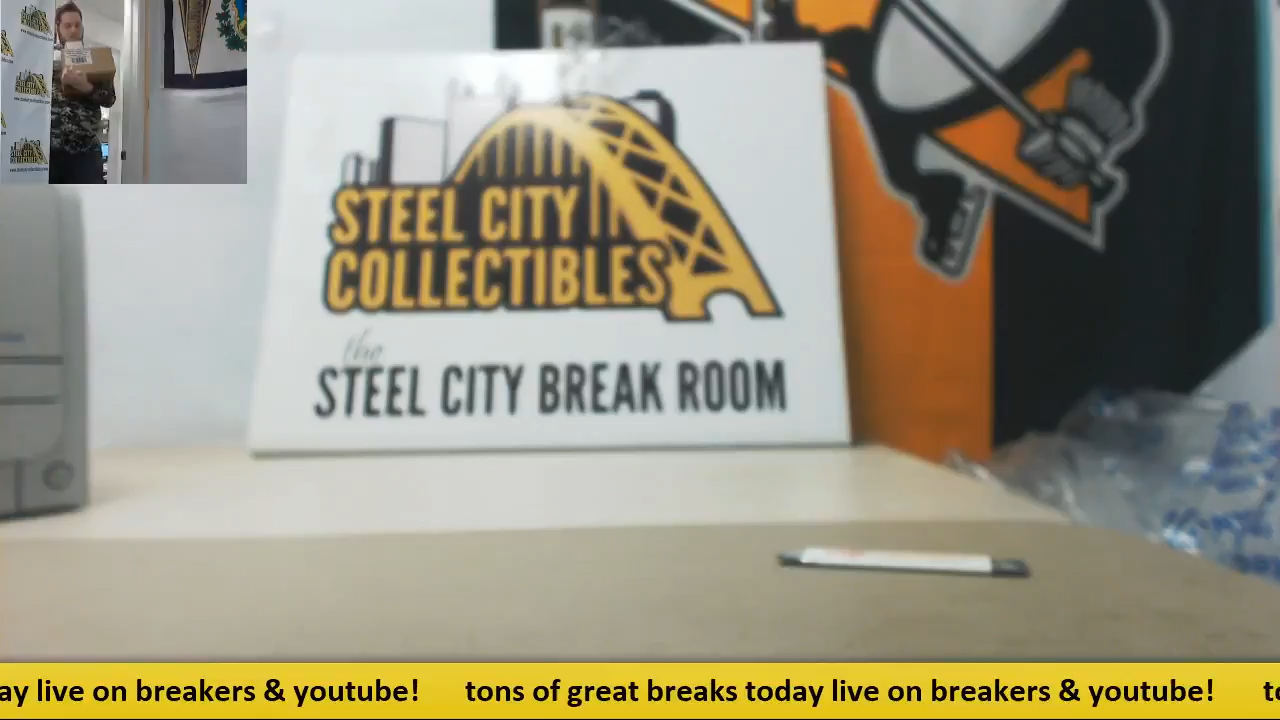 STEEL CITY
COLLECTIBLES
the
STEEL CITY BREAK ROOM
ay live on breakers & youtube! tons of great breaks today live on breakers & youtube! to